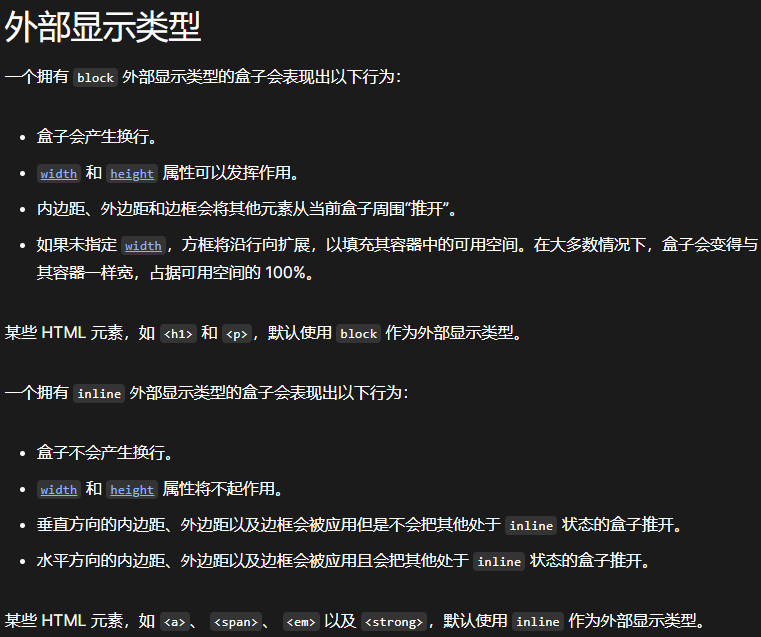 外部显示类型
一个拥有 block 外部显示类型的盒子会表现出以下行为：
• 盒子会产生换行。
• width 和 height 属性可以发挥作用。
• 内边距、外边距和边框会将其他元素从当前盒子周围“推开”。
• 如果未指定 width，方框将沿行向扩展，以填充其容器中的可用空间。在大多数情况下，盒子会变得与
其容器一样宽，占据可用空间的 100%。
某些 HTML 元素，如 <h1> 和 <p>，默认使用 block 作为外部显示类型。
一个拥有 inline 外部显示类型的盒子会表现出以下行为：
• 盒子不会产生换行。
• width 和 height 属性将不起作用。
• 垂直方向的内边距、外边距以及边框会被应用但是不会把其他处于 inline 状态的盒子推开。
• 水平方向的内边距、外边距以及边框会被应用且会把其他处于 inline 状态的盒子推开。
某些 HTML 元素，如 <a>、 <span>、 <em> 以及 <strong>，默认使用 inline 作为外部显示类型。